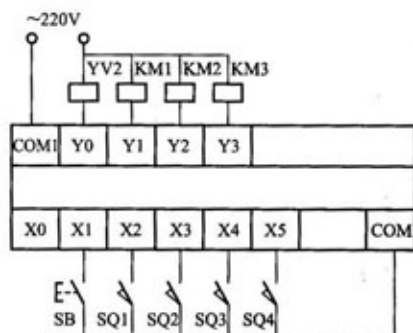 ~220V
YV2 KM1 KM2 KM3
COM1 Y0 Y1 Y2 Y3
X0 X1 X2 X3 X4 X5 COM
SB SQ1 SQ2 SQ3 SQ4